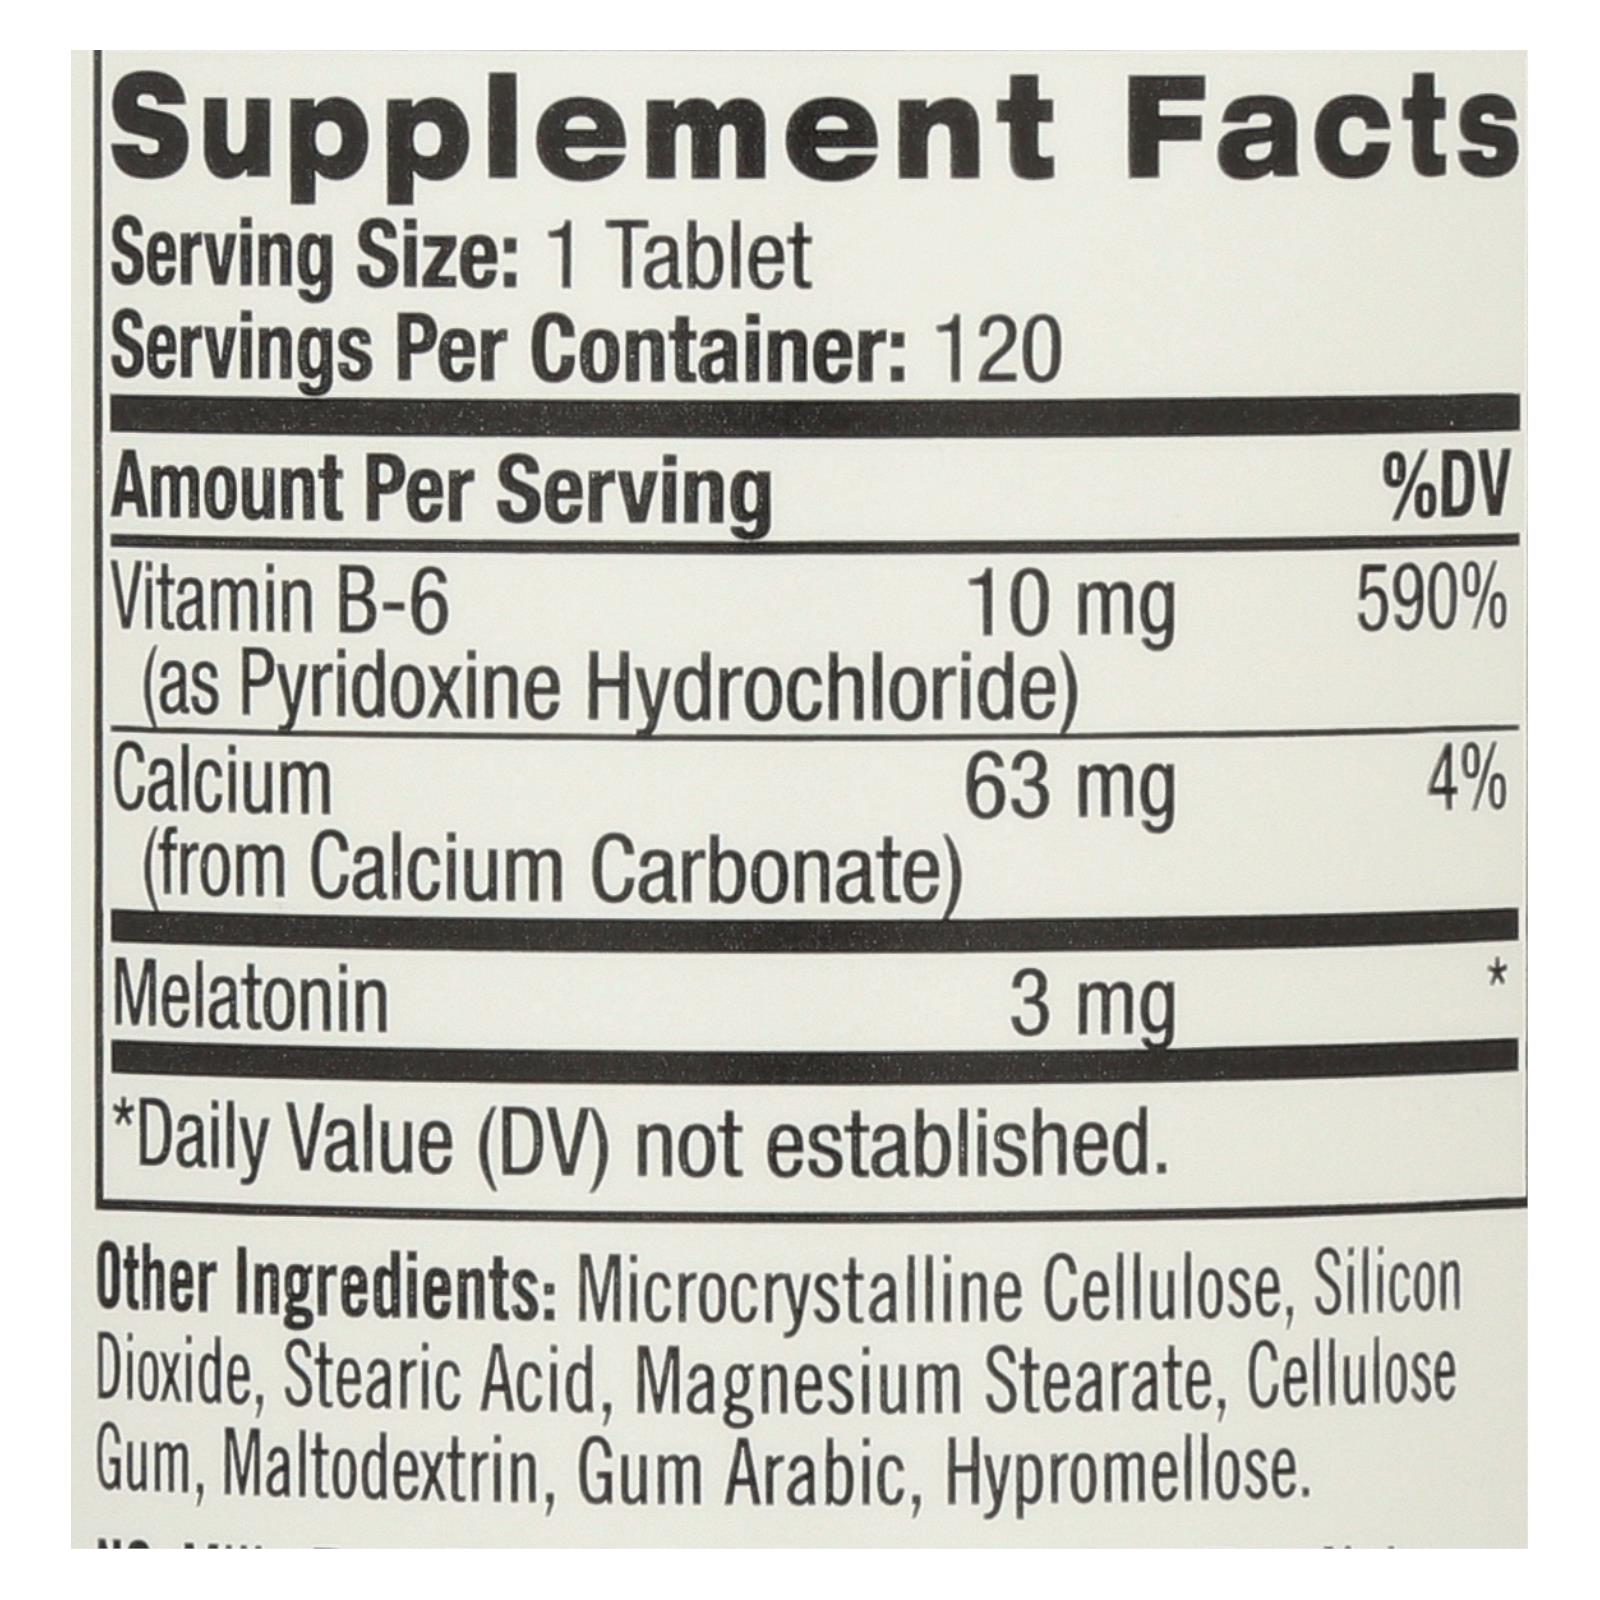 Supplement Facts
Serving Size: 1 Tablet
Servings Per Container: 120
Amount Per Serving %DV
Vitamin B-6 10 mg 590%
(as Pyridoxine Hydrochloride)
Calcium 63 mg 4%
(from Calcium Carbonate)
Melatonin 3 mg *
*Daily Value (DV) not established.
Other Ingredients: Microcrystalline Cellulose, Silicon
Dioxide, Stearic Acid, Magnesium Stearate, Cellulose
Gum, Maltodextrin, Gum Arabic, Hypromellose.